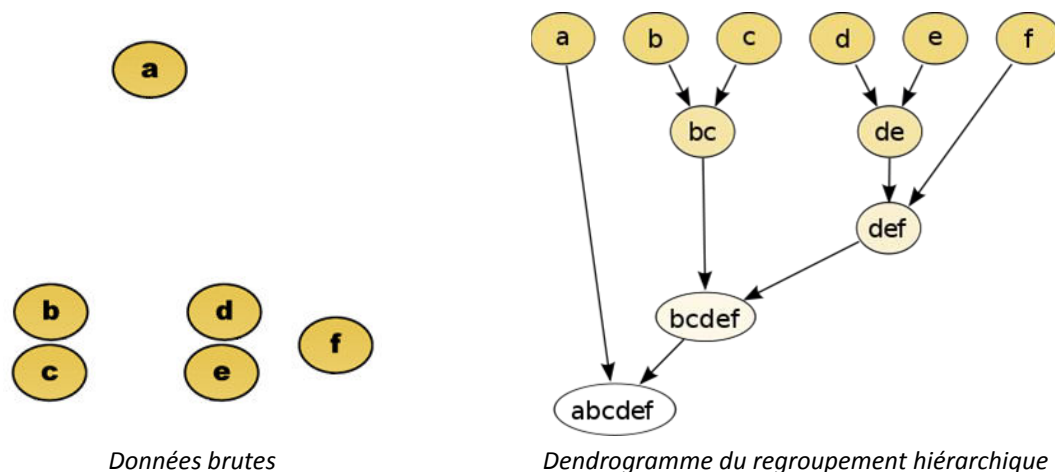 a
b
d
f
c
e
Données brutes
a b c d e f
bc de
def
bcdef
abcdef
Dendrogramme du regroupement hiérarchique